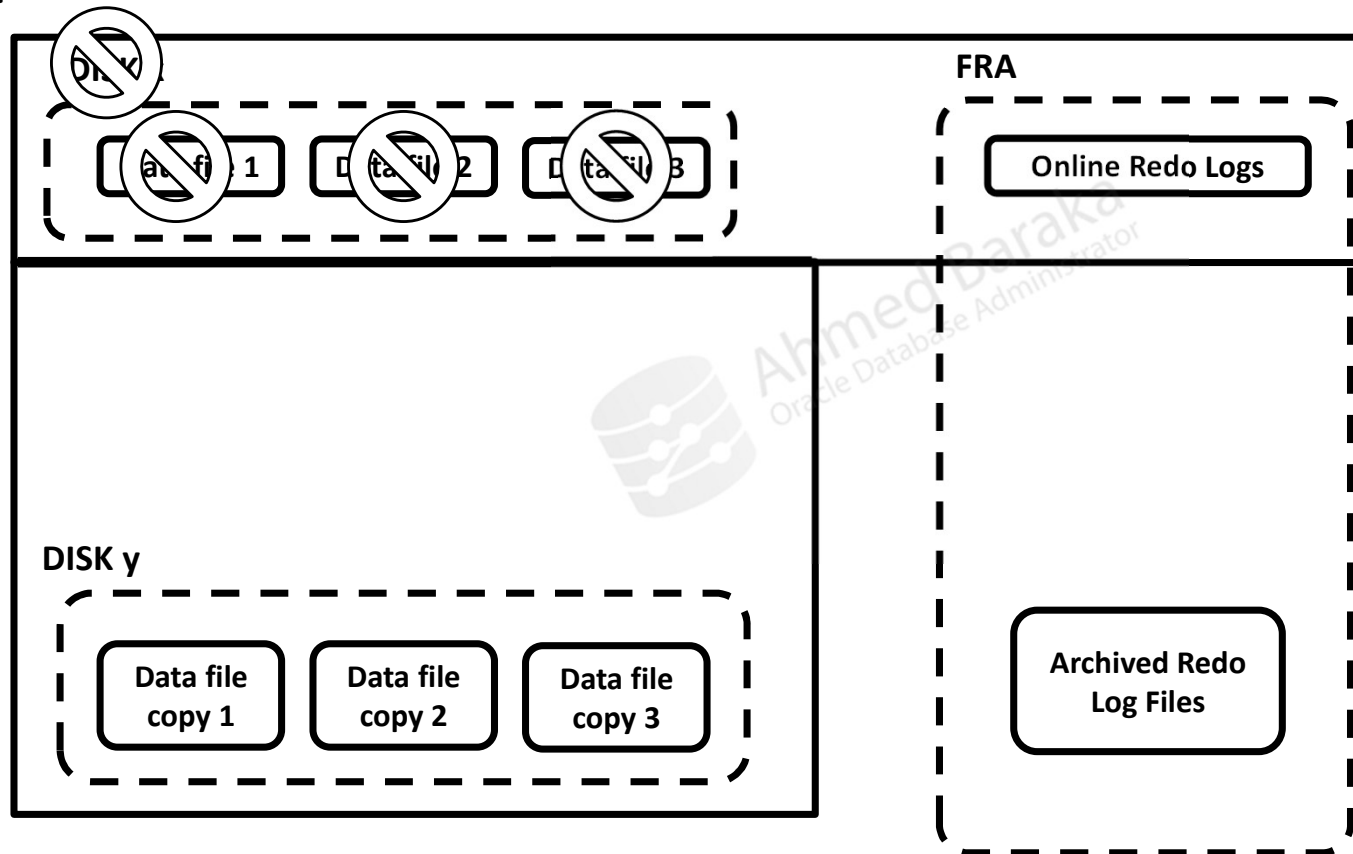 FRA
Online Redo Logs
Ahmed Baraka
Oracle Database Administrator
DISK y
Data file
copy 1
Data file
copy 2
Data file
copy 3
Archived Redo
Log Files